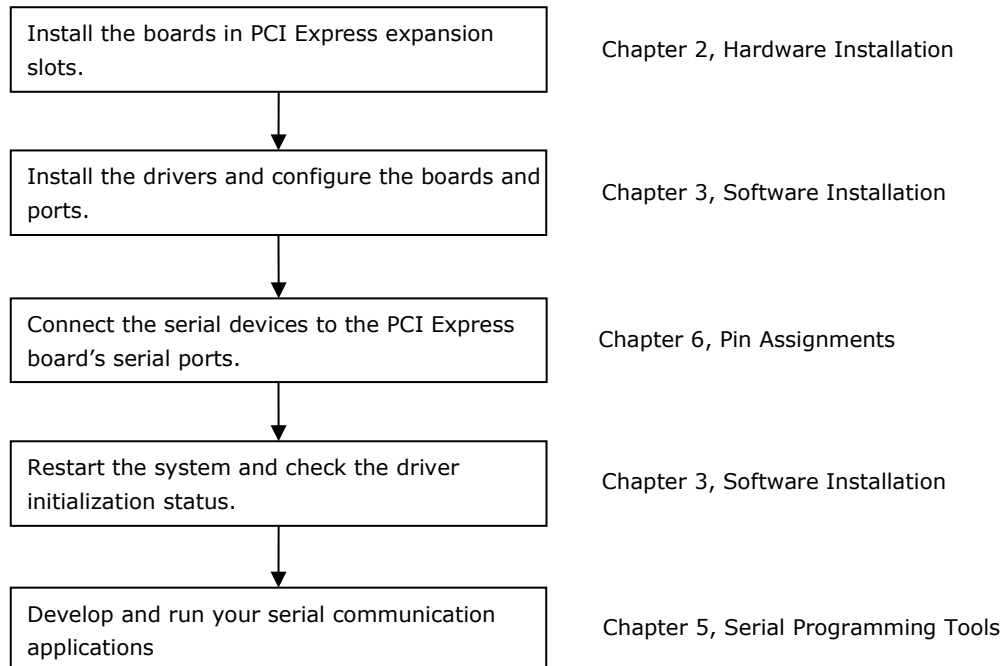 Install the boards in PCI Express expansion
slots.
Chapter 2, Hardware Installation
Install the drivers and configure the boards and
ports.
Chapter 3, Software Installation
Connect the serial devices to the PCI Express
board’s serial ports.
Chapter 6, Pin Assignments
Restart the system and check the driver
initialization status.
Chapter 3, Software Installation
Develop and run your serial communication
applications
Chapter 5, Serial Programming Tools